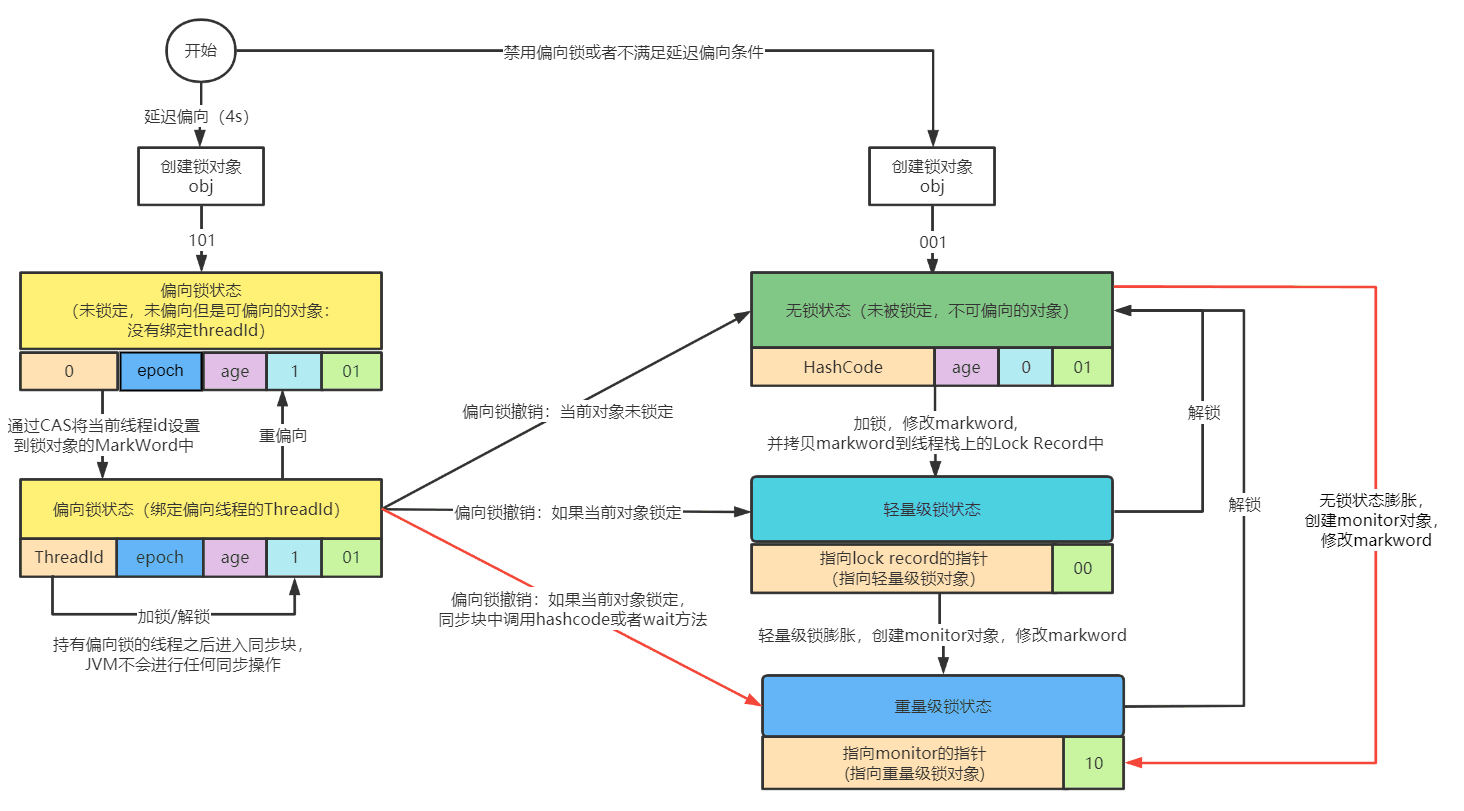 开始
禁用偏向锁或者不满足延迟偏向条件
延迟偏向（4s）
创建锁对象
obj
创建锁对象
obj
101
001
偏向锁状态
（未锁定，未偏向但是可偏向的对象：
没有绑定threadId）
0
epoch
age
1
01
无锁状态（未被锁定，不可偏向的对象）
HashCode
age
0
01
通过CAS将当前线程id设置
到锁对象的MarkWord中
重偏向
偏向锁撤销：当前对象未锁定
加锁，修改markword，
并拷贝markword到线程栈上的Lock Record中
解锁
偏向锁状态（绑定偏向线程的ThreadId）
ThreadId
epoch
age
1
01
偏向锁撤销：如果当前对象锁定
轻量级锁状态
指向lock record的指针
(指向轻量级锁对象)
00
解锁
无锁状态膨胀，
创建monitor对象，
修改markword
加锁/解锁
持有偏向锁的线程之后进入同步块，
JVM不会进行任何同步操作
偏向锁撤销：如果当前对象锁定，
同步块中调用hashcode或者wait方法
轻量级锁膨胀，创建monitor对象，修改markword
重量级锁状态
指向monitor的指针
(指向重量级锁对象)
10